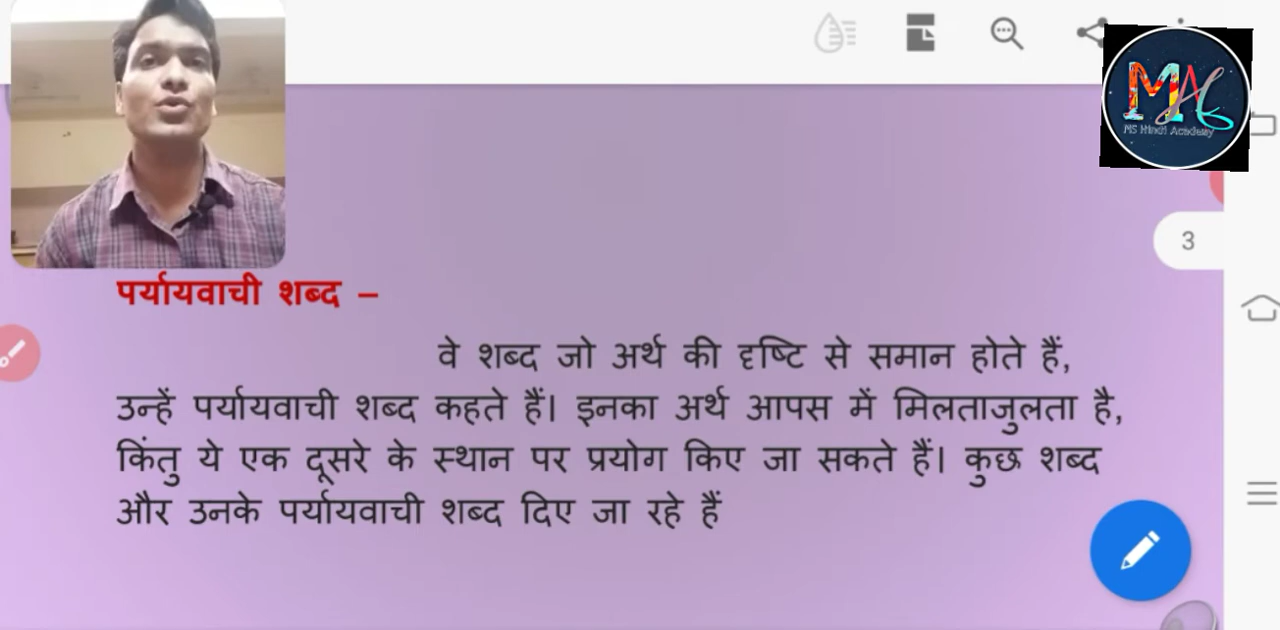 MS Hindi Academy
3
पर्यायवाची शब्द –
वे शब्द जो अर्थ की दृष्टि से समान होते हैं,
उन्हें पर्यायवाची शब्द कहते हैं। इनका अर्थ आपस में मिलताजुलता है,
किंतु ये एक दूसरे के स्थान पर प्रयोग किए जा सकते हैं। कुछ शब्द
और उनके पर्यायवाची शब्द दिए जा रहे हैं